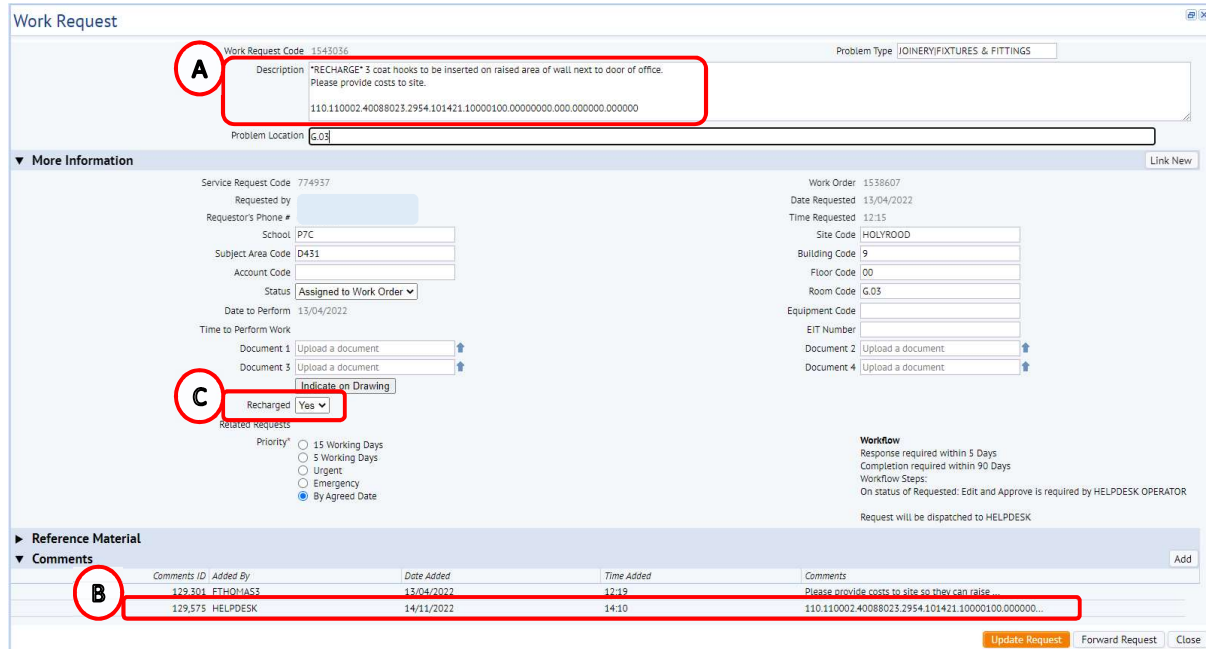 Work Request
Work Request Code 1543036
Problem Type JOINERY|FIXTURES & FITTINGS
A
Description *RECHARGE* 3 coat hooks to be inserted on raised area of wall next to door of office.
Please provide costs to site.
110.110002.40088023.2954.101421.10000100.00000000.000.000000.000000
Problem Location G.03
▼ More Information
Link New
Service Request Code 774937
Work Order 1538607
Requested by
Date Requested 13/04/2022
Requestor's Phone #
Time Requested 12:15
School P7C
Site Code HOLYROOD
Subject Area Code D431
Building Code 9
Account Code
Floor Code 00
Status Assigned to Work Order
Room Code G.03
Date to Perform 13/04/2022
Equipment Code
Time to Perform Work
EIT Number
Document 1 Upload a document
Document 2 Upload a document
Document 3 Upload a document
Document 4 Upload a document
Indicate on Drawing
C
Recharged Yes
Related Requests
Priority* 15 Working Days
5 Working Days
Urgent
Emergency
By Agreed Date
Workflow
Response required within 5 Days
Completion required within 90 Days
Workflow Steps:
On status of Requested: Edit and Approve is required by HELPDESK OPERATOR
Request will be dispatched to HELPDESK
► Reference Material
▼ Comments
Add
Comments ID Added By Date Added Time Added Comments
B
129,301 FTHOMAS3 13/04/2022 12:19 Please provide costs to site so they can raise ...
129,575 HELPDESK 14/11/2022 14:10 110.110002.40088023.2954.101421.10000100.000000...
Update Request Forward Request Close